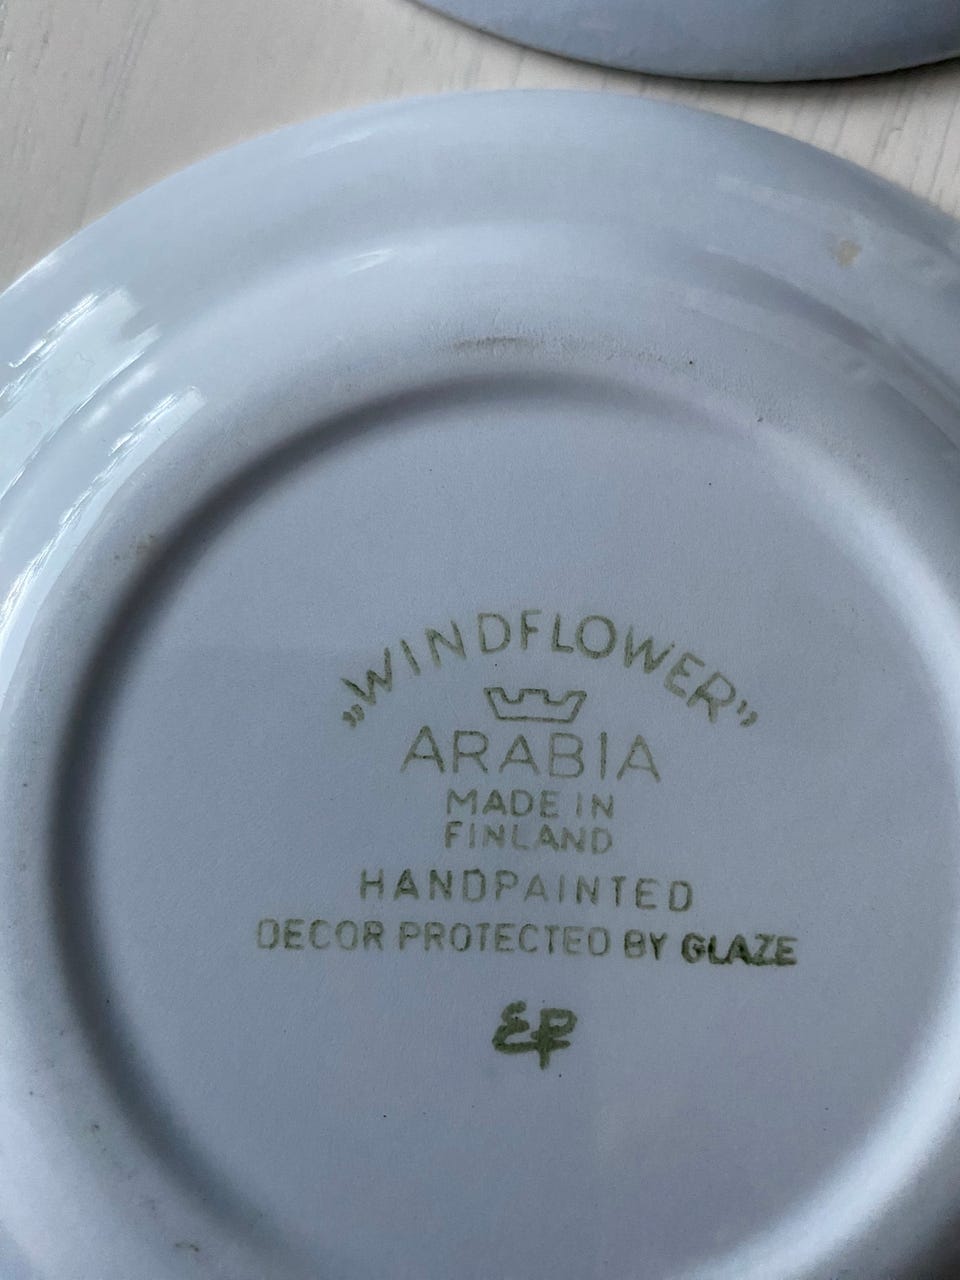 „WINDFLOWER”
ARABIA
MADE IN
FINLAND
HANDPAINTED
DECOR PROTECTED BY GLAZE
EP